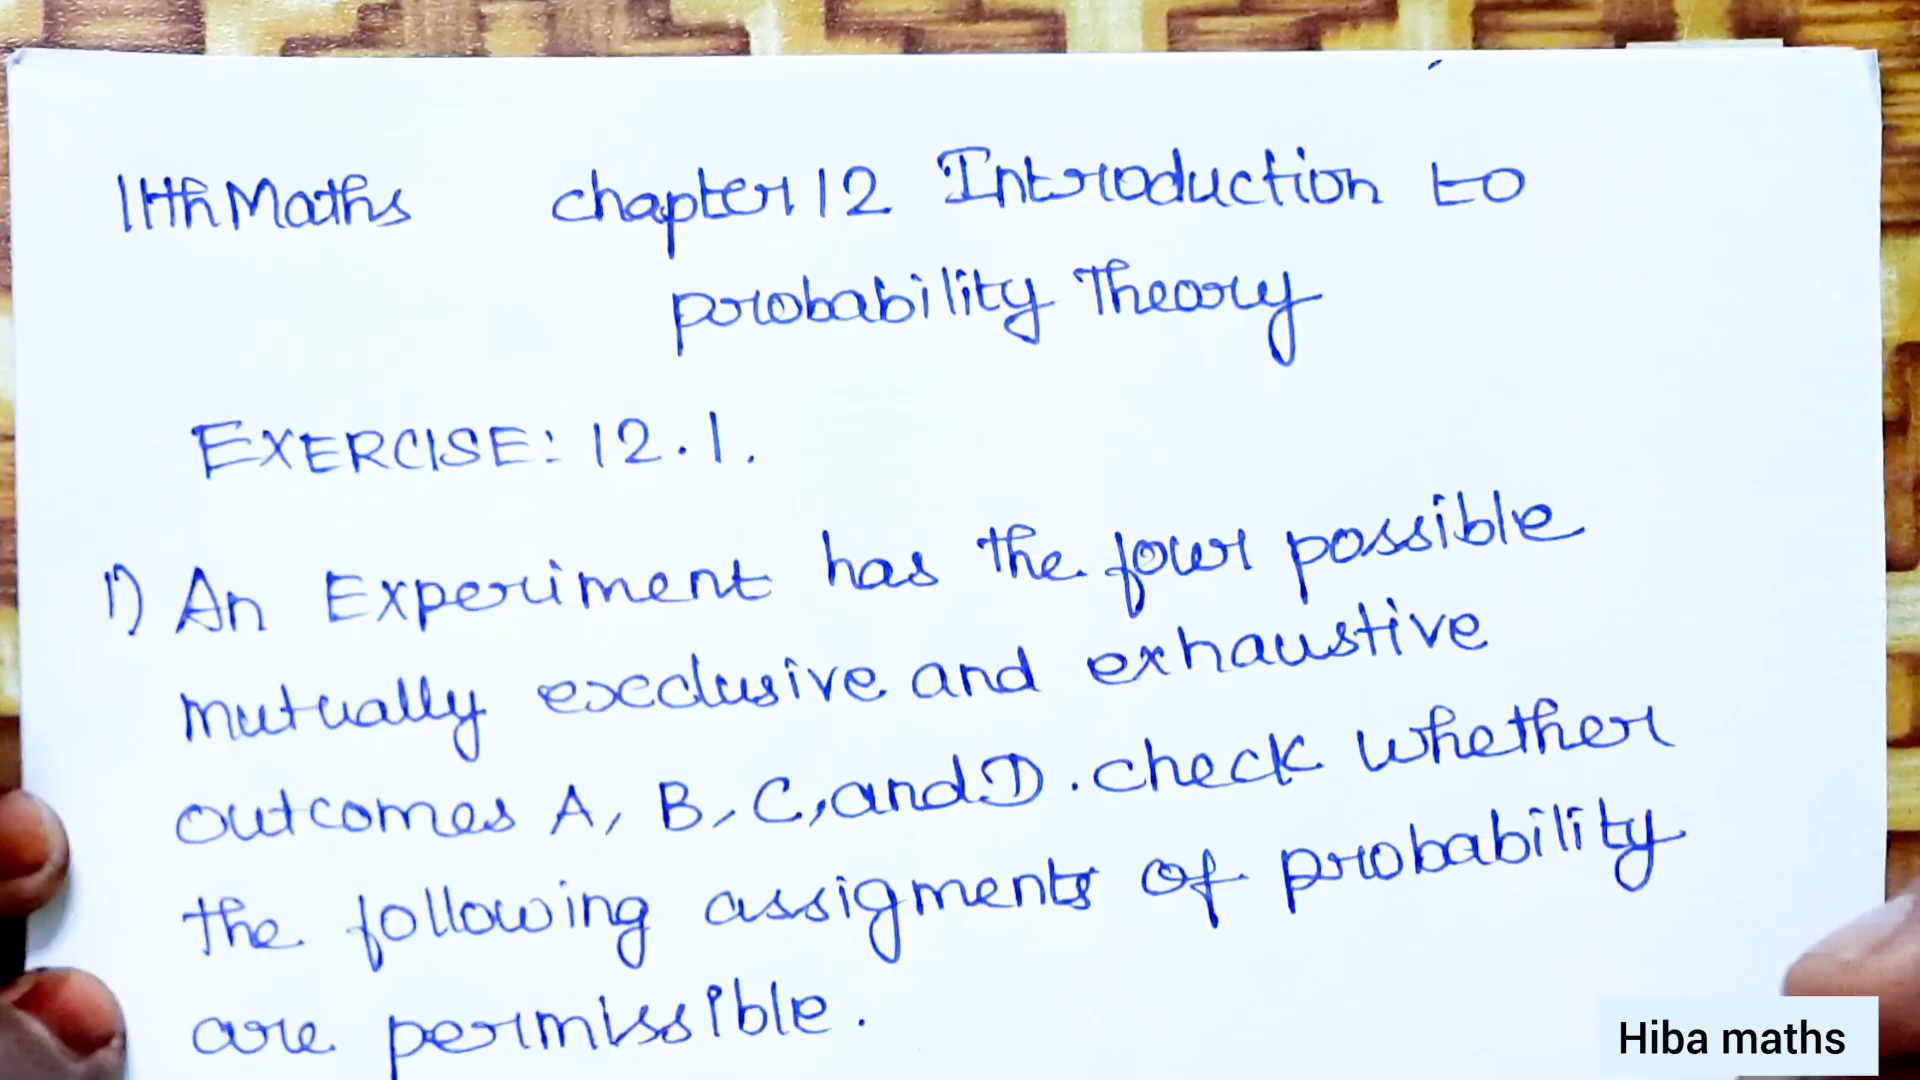 11th Maths chapter 12 Introduction to
probability Theory
EXERCISE: 12.1.
1) An Experiment has the four possible
mutually exclusive and exhaustive
outcomes A, B, C, and D. check whether
the following assigments of probability
are permissible.
Hiba maths